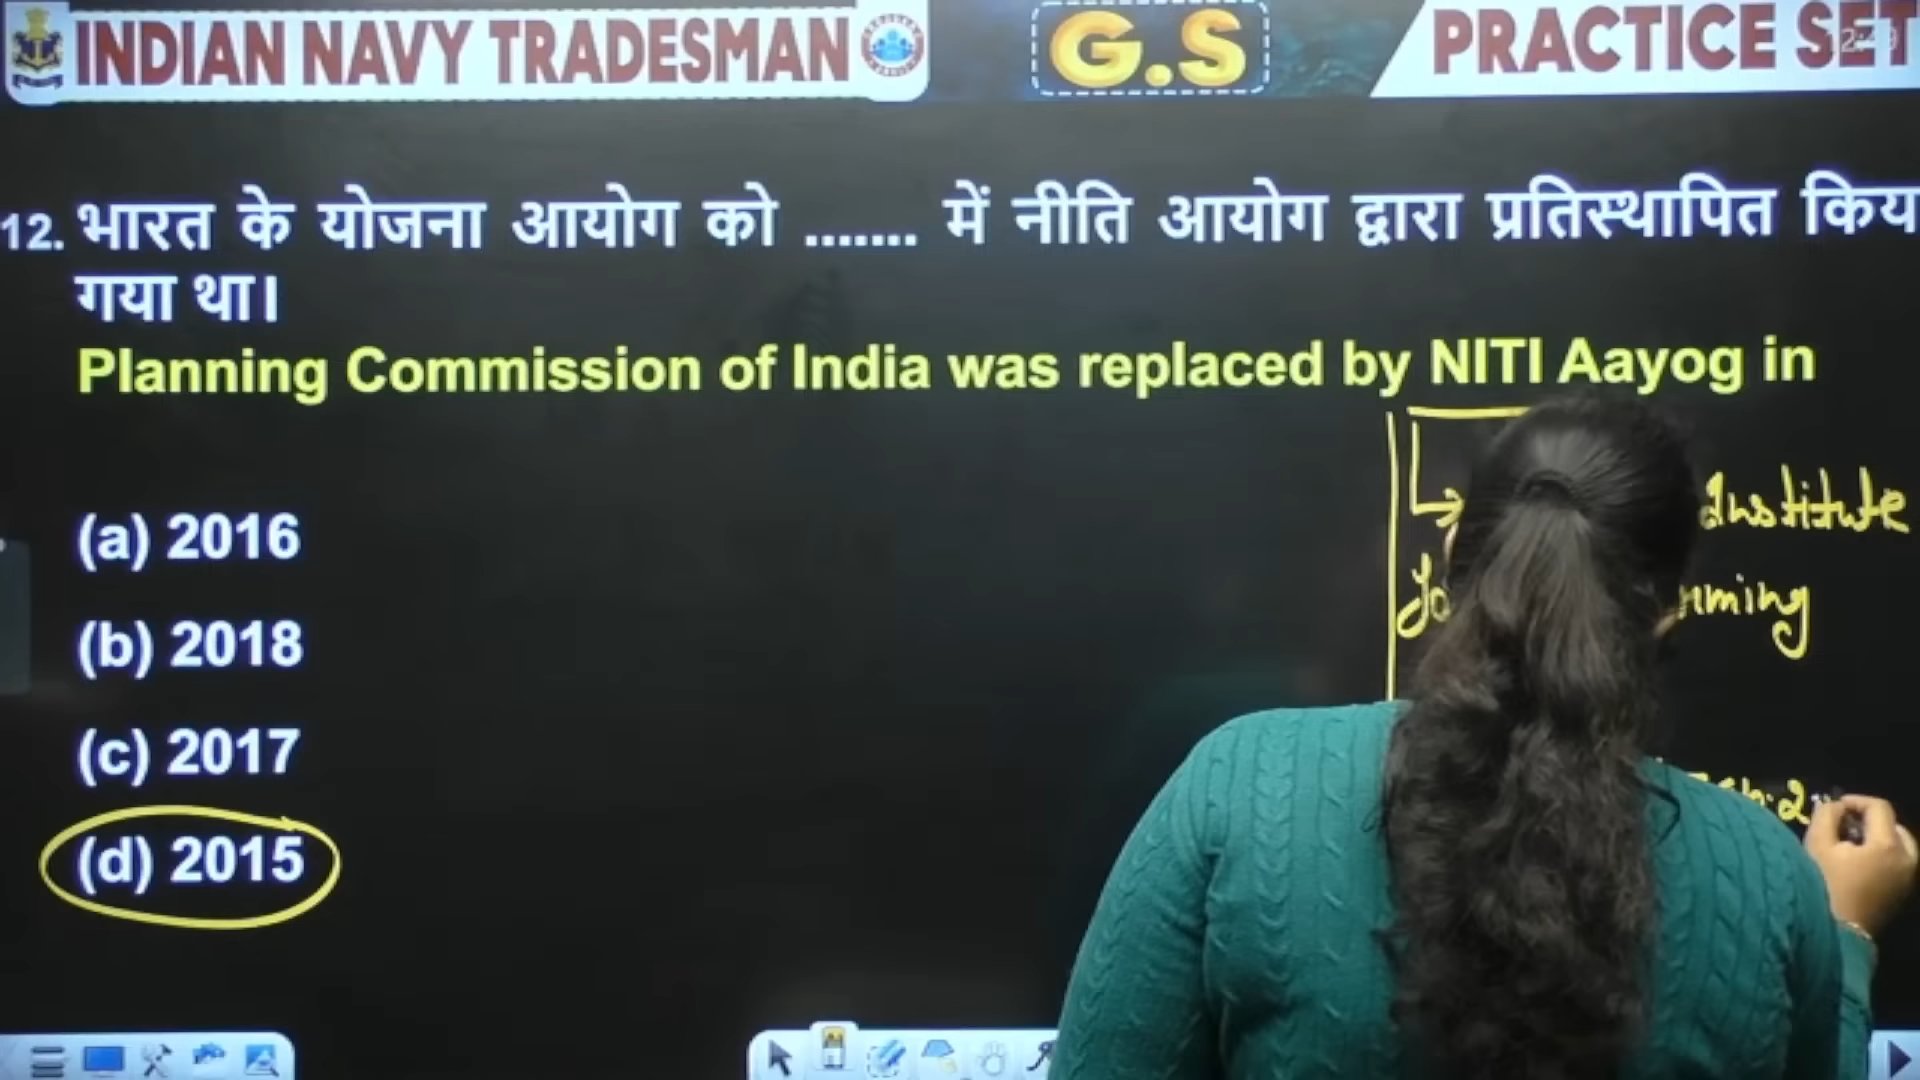 INDIAN NAVY TRADESMAN
G.S
PRACTICE SET
12. भारत के योजना आयोग को ....... में नीति आयोग द्वारा प्रतिस्थापित किय
गया था।
Planning Commission of India was replaced by NITI Aayog in
Institute
(a) 2016
(b) 2018
(c) 2017
(d) 2015